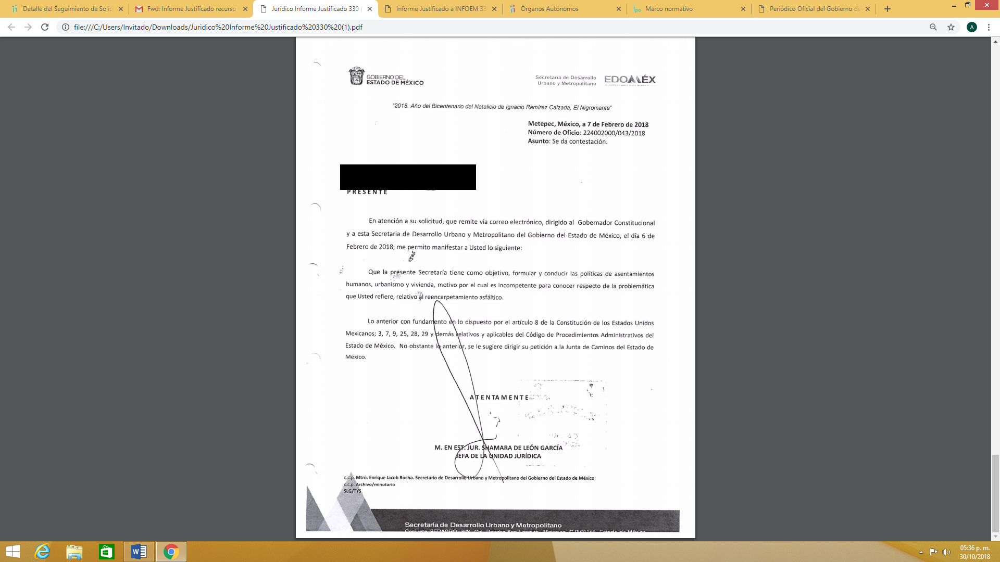 Detalle del Seguimiento de Solici
Fwd: Informe Justificado recurso
Juridico Informe Justificado 330 (
Informe Justificado a INFOEM 33
Órganos Autónomos
Marco normativo
Periódico Oficial del Gobierno de
file:///C:/Users/Invitado/Downloads/Juridico%20Informe%20Justificado%20330%20(1).pdf
A
GOBIERNO DEL
ESTADO DE MÉXICO
Secretaría de Desarrollo
Urbano y Metropolitano
EDOMÉX
"2018. Año del Bicentenario del Natalicio de Ignacio Ramírez Calzada, El Nigromante"
Metepec, México, a 7 de Febrero de 2018
Número de Oficio: 224002000/043/2018
Asunto: Se da contestación.
PRESENTE
En atención a su solicitud, que remite vía correo electrónico, dirigido al Gobernador Constitucional
y a esta Secretaria de Desarrollo Urbano y Metropolitano del Gobierno del Estado de México, el día 6 de
Febrero de 2018; me permito manifestar a Usted lo siguiente:
Que la presente Secretaría tiene como objetivo, formular y conducir las políticas de asentamientos
humanos, urbanismo y vivienda, motivo por el cual es incompetente para conocer respecto de la problemática
que Usted refiere, relativo al reencarpetamiento asfáltico.
Lo anterior con fundamento en lo dispuesto por el artículo 8 de la Constitución de los Estados Unidos
Mexicanos; 3, 7, 9, 25, 28, 29 y demás relativos y aplicables del Código de Procedimientos Administrativos del
Estado de México. No obstante lo anterior, se le sugiere dirigir su petición a la Junta de Caminos del Estado de
México.
ATENTAMENTE
M. EN EST. JUR. SHAMARA DE LEÓN GARCÍA
JEFA DE LA UNIDAD JURÍDICA
c.c.p. Mtro. Enrique Jacob Rocha. Secretario de Desarrollo Urbano y Metropolitano del Gobierno del Estado de México
c.c.p. Archivo/minutario
SLG/TYS
Secretaría de Desarrollo Urbano y Metropolitano
05:36 p. m.
30/10/2018